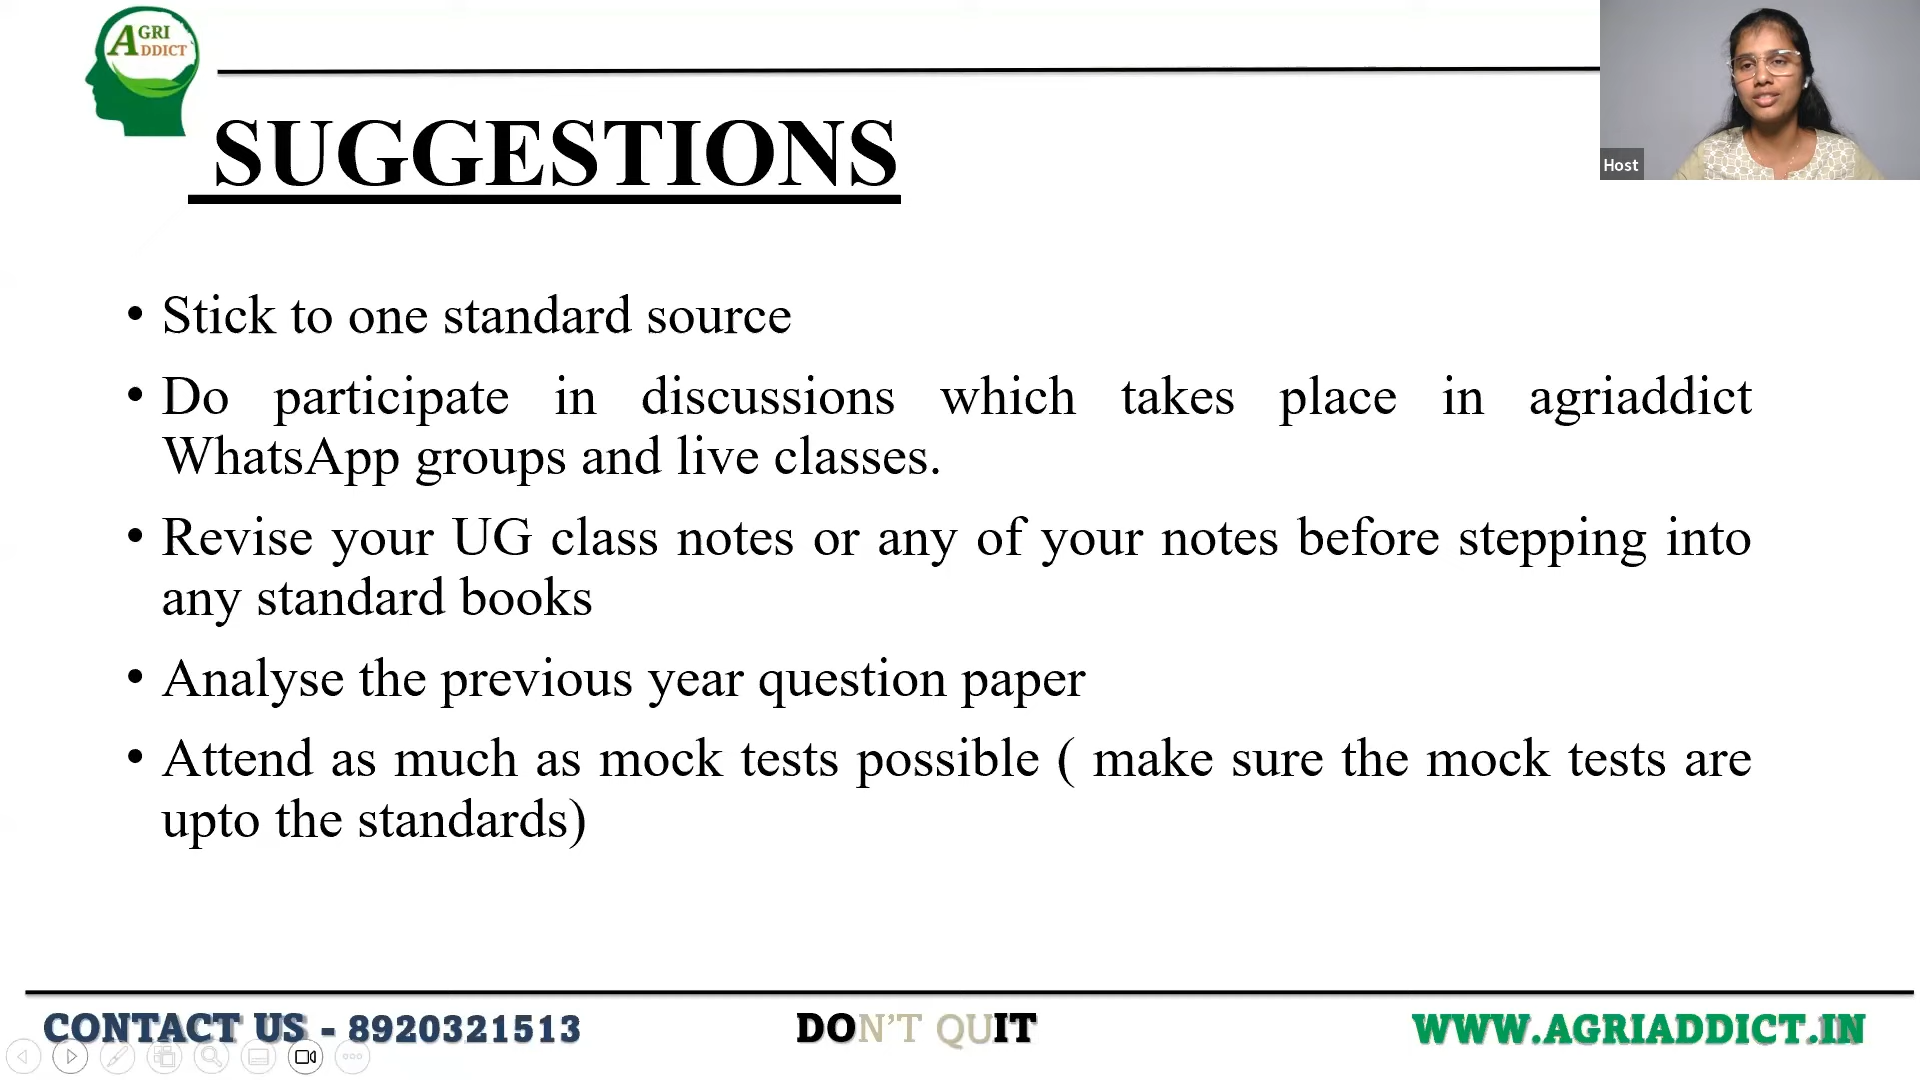 AGRI
ADDICT
Host
SUGGESTIONS
• Stick to one standard source
• Do participate in discussions which takes place in agriaddict
WhatsApp groups and live classes.
• Revise your UG class notes or any of your notes before stepping into
any standard books
• Analyse the previous year question paper
• Attend as much as mock tests possible ( make sure the mock tests are
upto the standards)
CONTACT US - 8920321513
DON'T QUIT
WWW.AGRIADDICT.IN